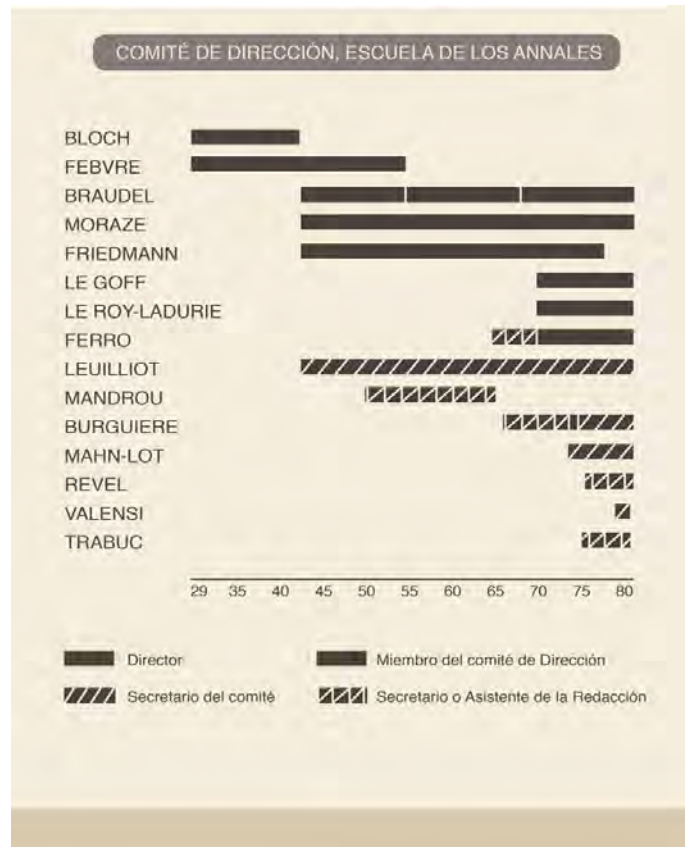 COMITÉ DE DIRECCIÓN, ESCUELA DE LOS ANNALES
BLOCH
FEBVRE
BRAUDEL
MORAZE
FRIEDMANN
LE GOFF
LE ROY-LADURIE
FERRO
LEUILLIOT
MANDROU
BURGUIERE
MAHN-LOT
REVEL
VALENSI
TRABUC
29 35 40 45 50 55 60 65 70 75 80
Director Miembro del comité de Dirección
Secretario del comité Secretario o Asistente de la Redacción